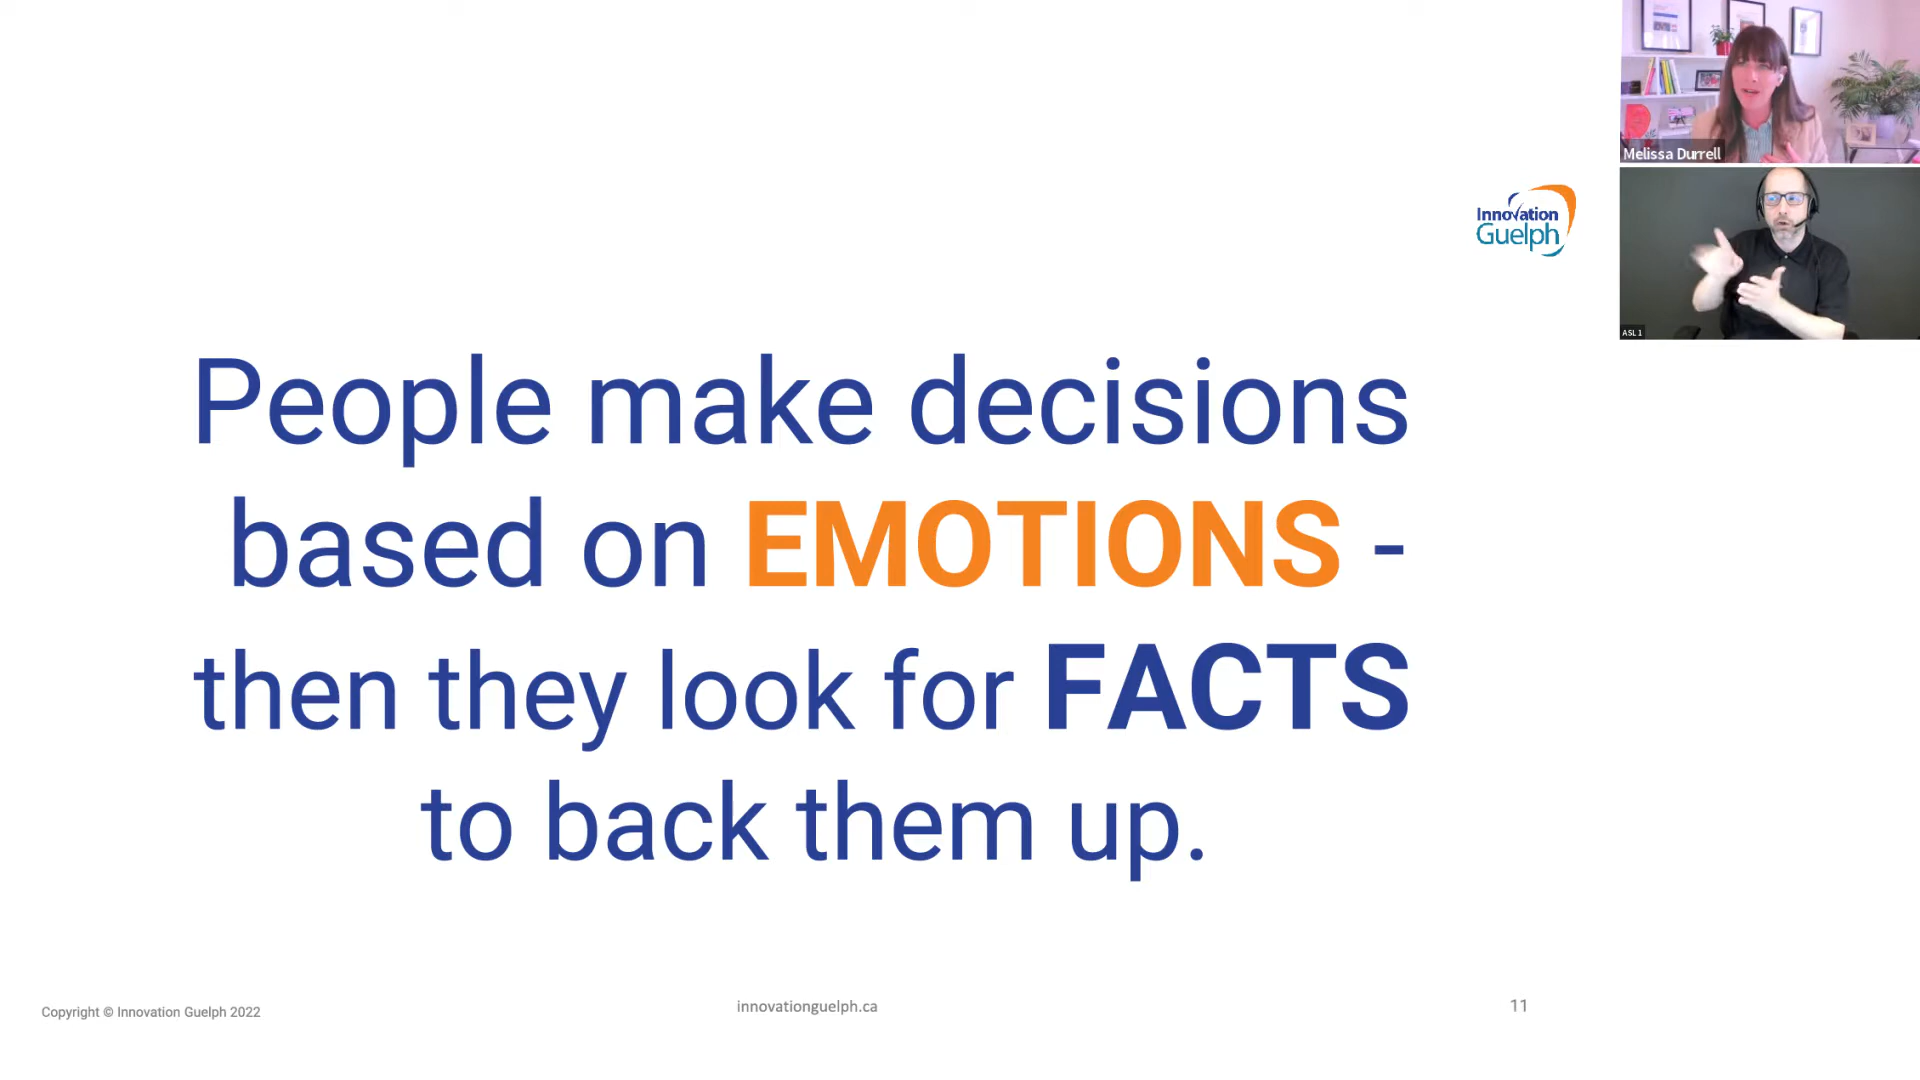 Melissa Durrell
Innovation
Guelph
ASL 1
People make decisions
based on EMOTIONS -
then they look for FACTS
to back them up.
Copyright © Innovation Guelph 2022
innovationguelph.ca
11